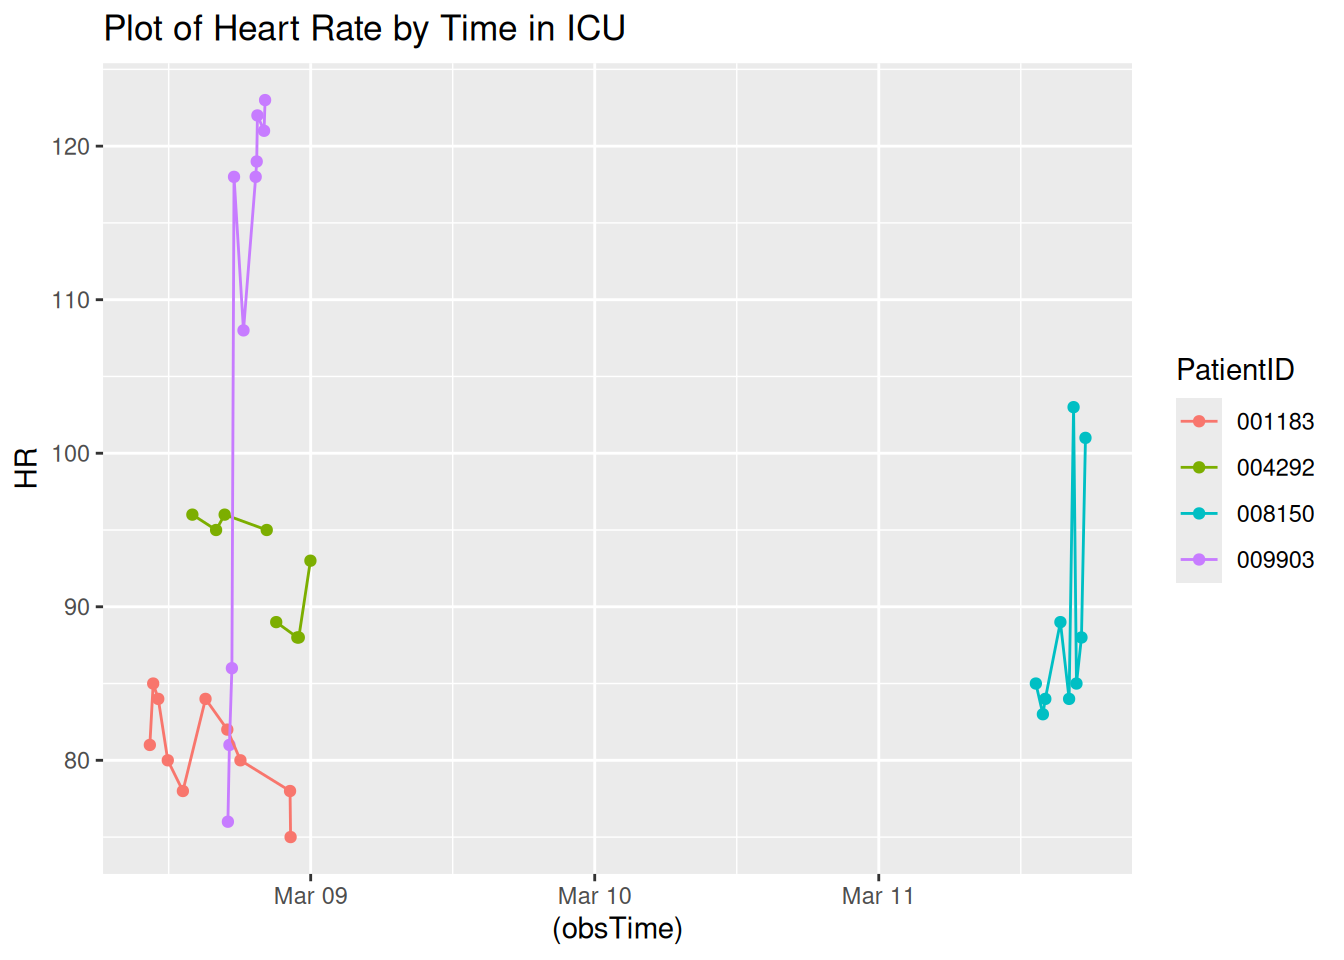 Plot of Heart Rate by Time in ICU
120
110
100
90
80
HR
Mar 09
Mar 10
Mar 11
(obsTime)
PatientID
001183
004292
008150
009903